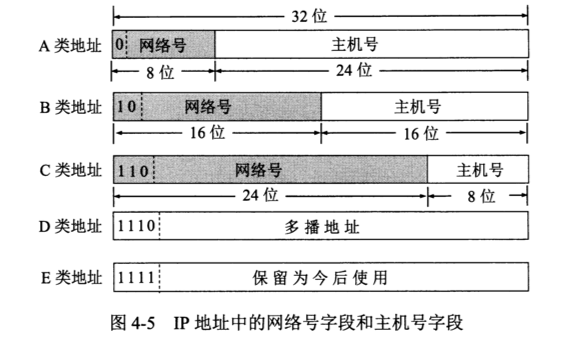 32 位
A 类地址 0 网络号 主机号
8 位 24 位
B 类地址 10 网络号 主机号
16 位 16 位
C 类地址 110 网络号 主机号
24 位 8 位
D 类地址 1110 多播地址
E 类地址 1111 保留为今后使用
图 4-5 IP 地址中的网络号字段和主机号字段